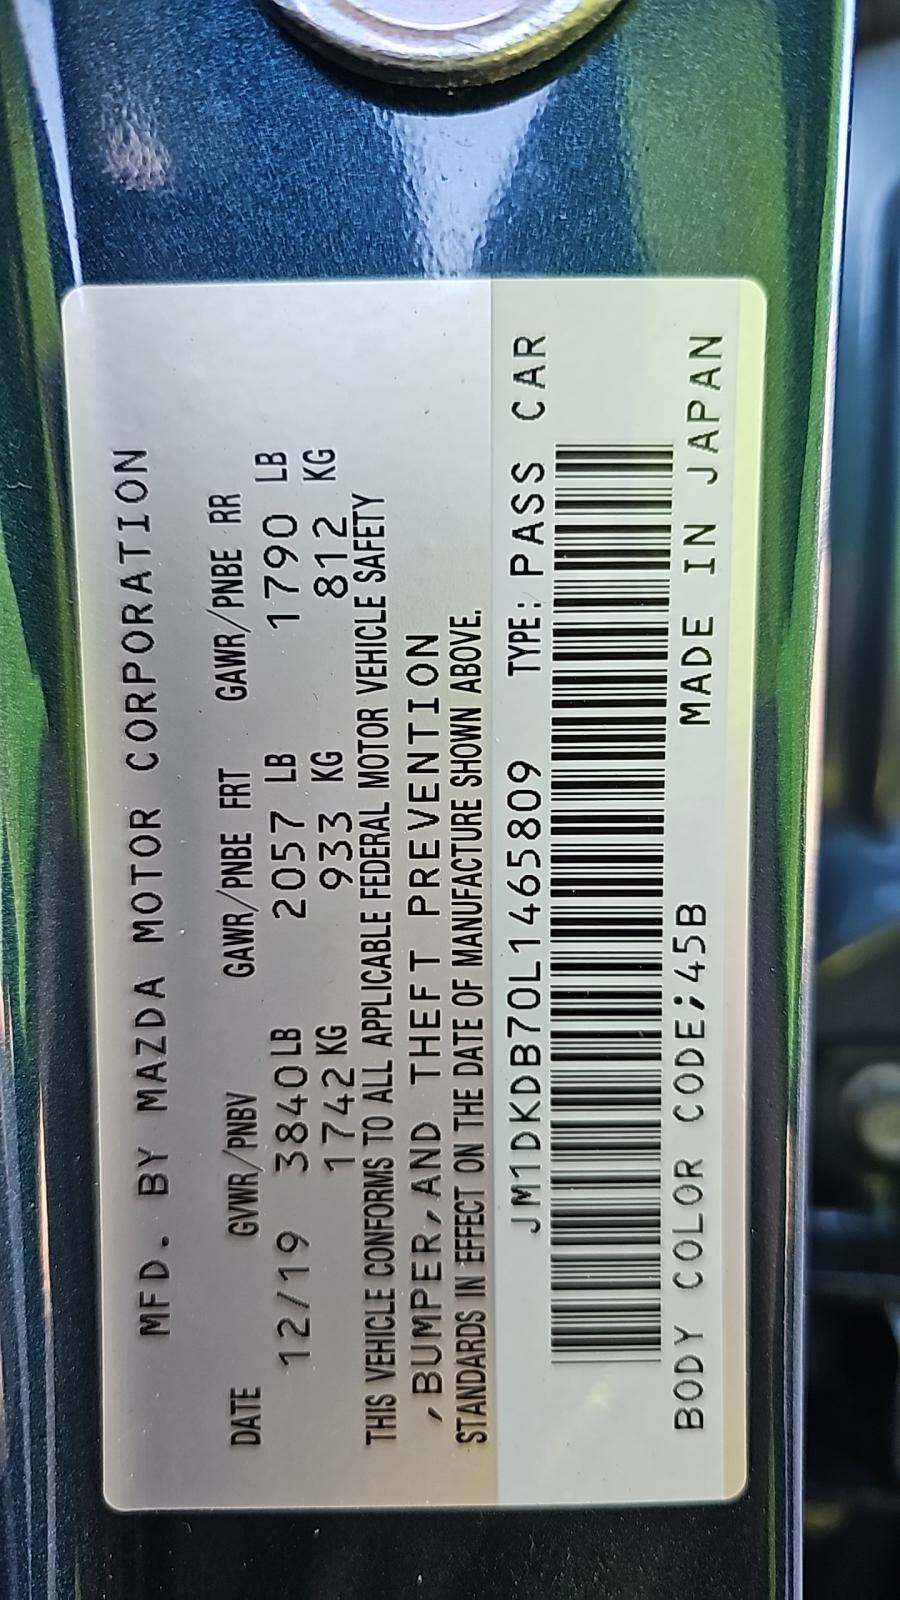 MFD. BY MAZDA MOTOR CORPORATION
DATE GVWR/PNBV GAWR/PNBE FRT GAWR/PNBE RR
12/19 3840LB 2057 LB 1790 LB
1742KG 933 KG 812 KG
THIS VEHICLE CONFORMS TO ALL APPLICABLE FEDERAL MOTOR VEHICLE SAFETY
,BUMPER,AND THEFT PREVENTION
STANDARDS IN EFFECT ON THE DATE OF MANUFACTURE SHOWN ABOVE.
JM1DKDB70L1465809 TYPE: PASS CAR
BODY COLOR CODE;45B MADE IN JAPAN